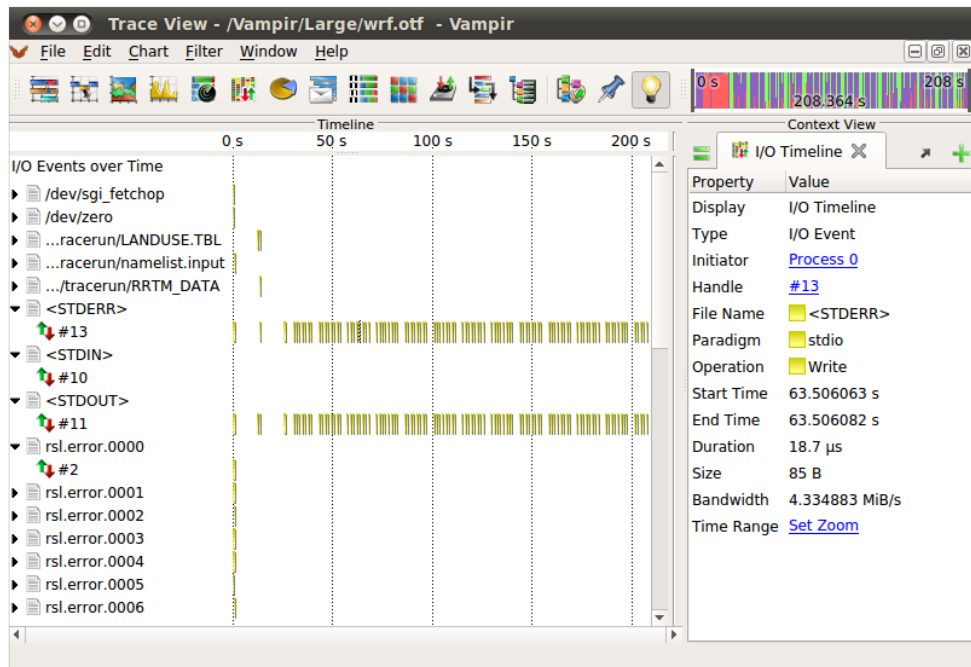 Trace View - /Vampir/Large/wrf.otf - Vampir
File Edit Chart Filter Window Help
0 s 208 s
208.364 s
Timeline
0 s 50 s 100 s 150 s 200 s
I/O Events over Time
/dev/sgi_fetchop
/dev/zero
...racerun/LANDUSE.TBL
...racerun/namelist.input
.../tracerun/RRTM_DATA
<STDERR>
#13
<STDIN>
#10
<STDOUT>
#11
rsl.error.0000
#2
rsl.error.0001
rsl.error.0002
rsl.error.0003
rsl.error.0004
rsl.error.0005
rsl.error.0006
Context View
I/O Timeline
Property Value
Display I/O Timeline
Type I/O Event
Initiator Process 0
Handle #13
File Name <STDERR>
Paradigm stdio
Operation Write
Start Time 63.506063 s
End Time 63.506082 s
Duration 18.7 µs
Size 85 B
Bandwidth 4.334883 MiB/s
Time Range Set Zoom